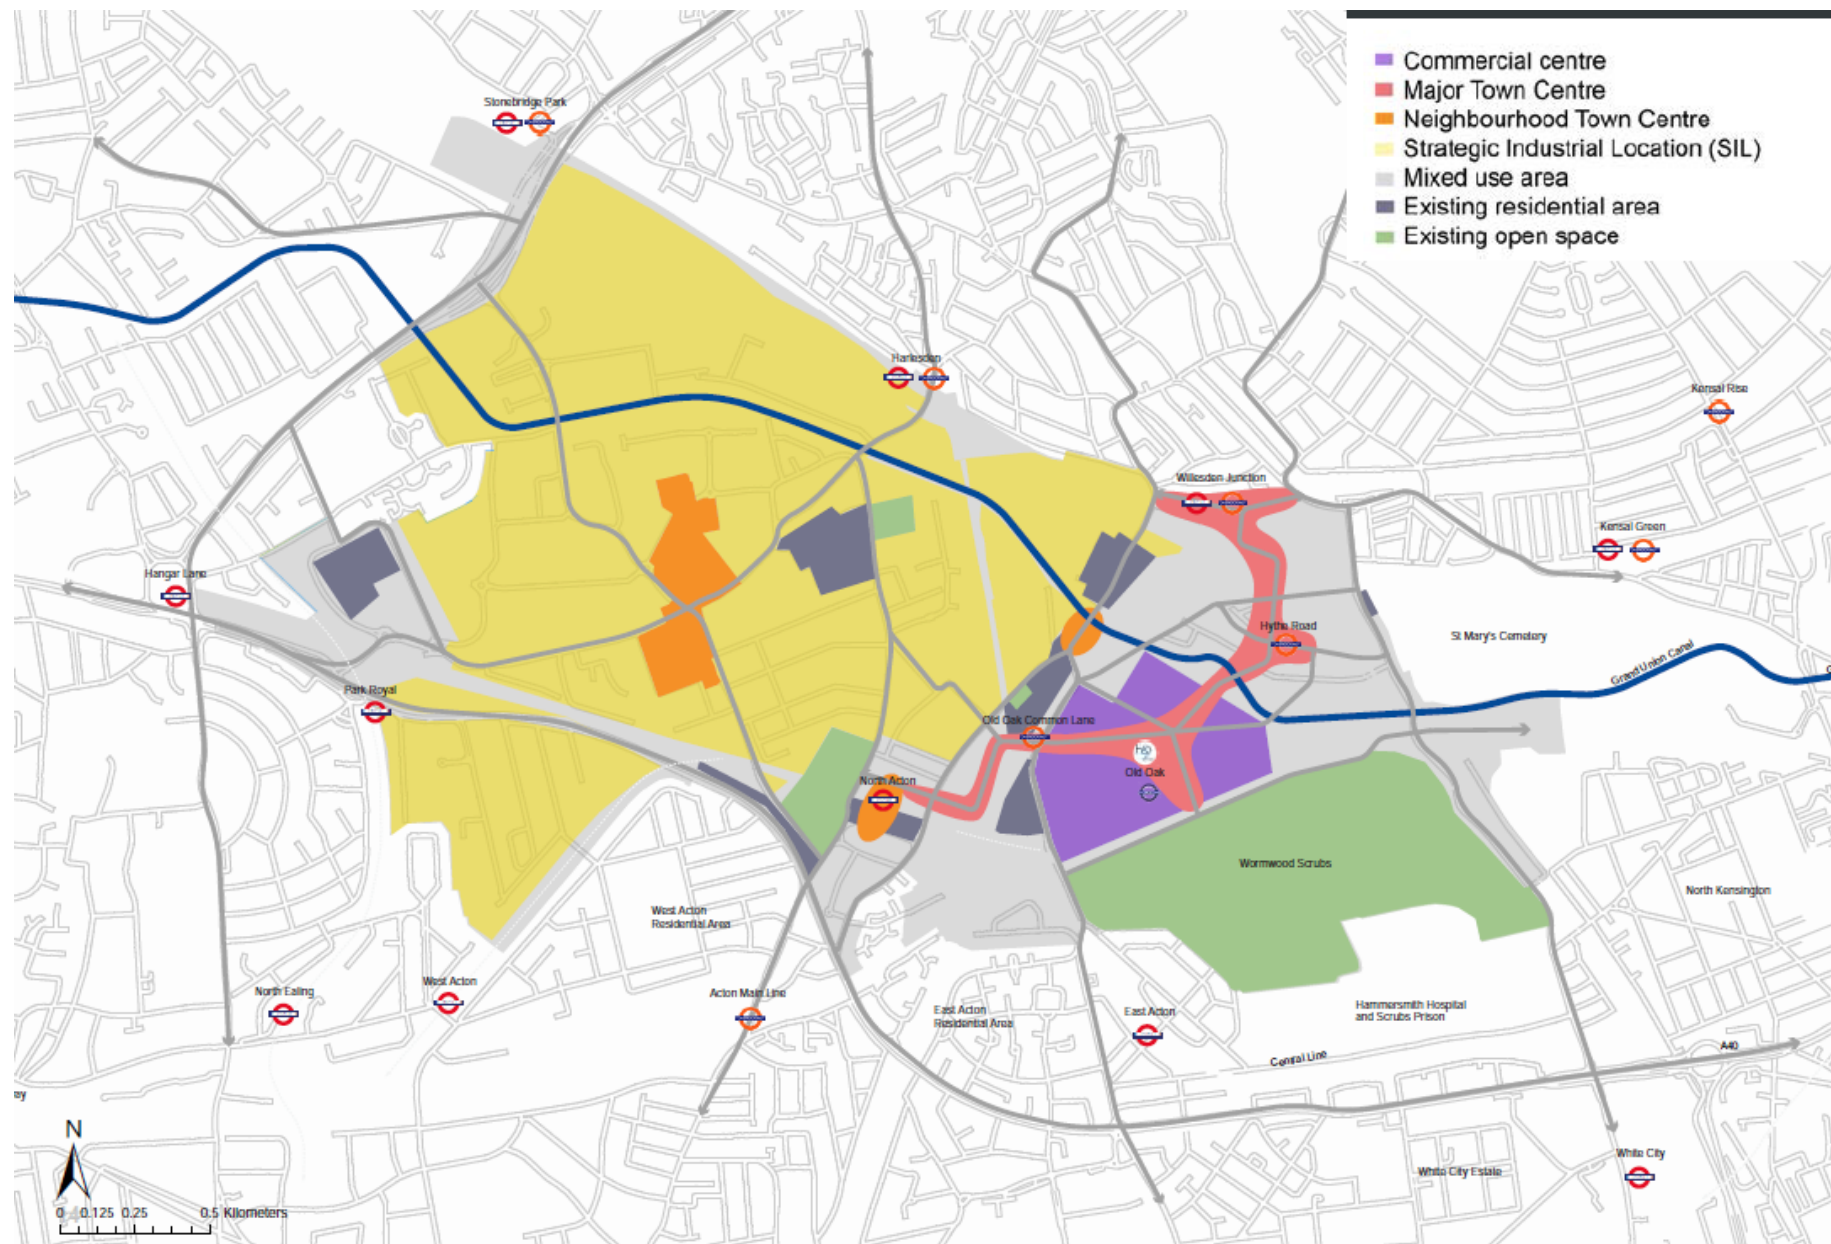 Commercial centre
Major Town Centre
Neighbourhood Town Centre
Strategic Industrial Location (SIL)
Mixed use area
Existing residential area
Existing open space
Stonebridge Park
Harlesden
Kensal Rise
Willesden Junction
Kensal Green
Hangar Lane
Hythe Road
St Mary's Cemetery
Grand Union Canal
Park Royal
Old Oak Common Lane
Old Oak
North Acton
Wormwood Scrubs
North Kensington
West Acton
Residential Area
West Acton
North Ealing
Acton Main Line
East Acton
Residential Area
East Acton
Hammersmith Hospital
and Scrubs Prison
Central Line
A40
White City
White City Estate
N
0 0.125 0.25 0.5 Kilometers